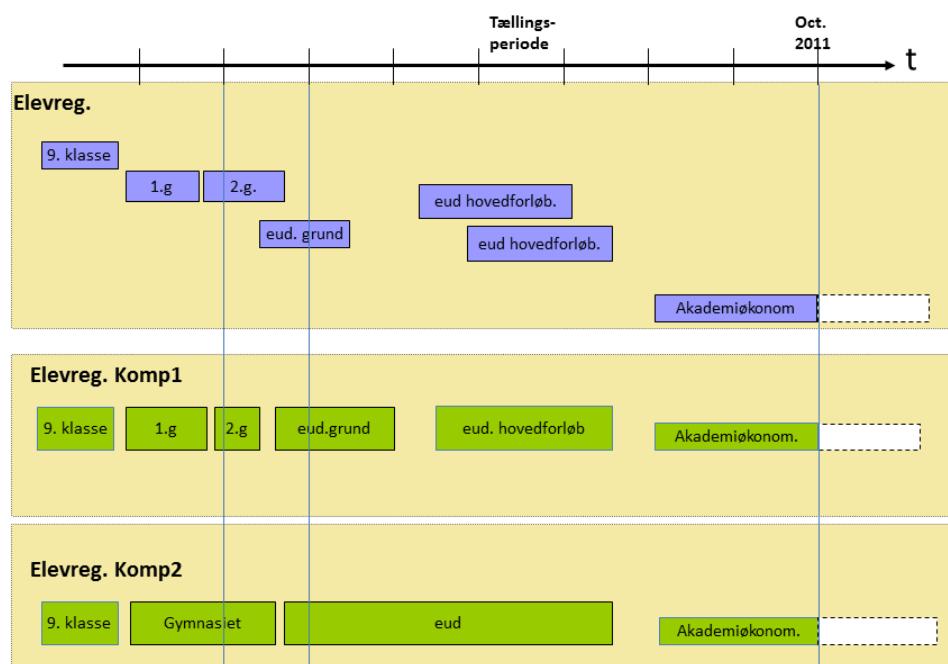 Tællings-
periode
Oct.
2011
t
Elevreg.
9. klasse
1.g
2.g.
eud hovedforløb.
eud. grund
eud hovedforløb.
Akademiøkonom
Elevreg. Komp1
9. klasse
1.g
2.g
eud.grund
eud. hovedforløb
Akademiøkonom.
Elevreg. Komp2
9. klasse
Gymnasiet
eud
Akademiøkonom.